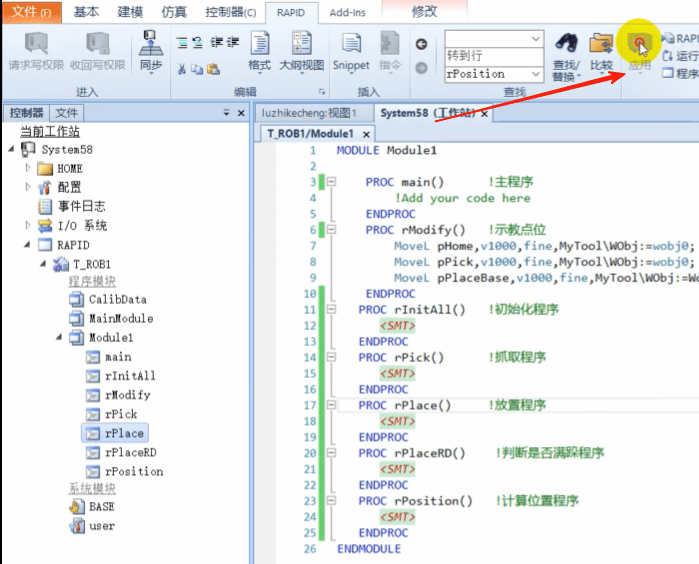 文件(F) 基本 建模 仿真 控制器(C) RAPID Add-Ins 修改
请求写权限 收回写权限 同步 格式 大纲视图 Snippet 指令 转到行 查找/替换 比较 应用 RAPI
rPosition 运行
程序
进入 编辑 插入 查找
控制器 文件
luzhikecheng:视图1 System58 (工作站)
T_ROB1/Module1
当前工作站
System58
HOME
配置
事件日志
I/O 系统
RAPID
T_ROB1
程序模块
CalibData
MainModule
Module1
main
rInitAll
rModify
rPick
rPlace
rPlaceRD
rPosition
系统模块
BASE
user
1 MODULE Module1
2
3 PROC main() !主程序
4 !Add your code here
5 ENDPROC
6 PROC rModify() !示教点位
7 MoveL pHome,v1000,fine,MyTool\WObj:=wobj0;
8 MoveL pPick,v1000,fine,MyTool\WObj:=wobj0;
9 MoveL pPlaceBase,v1000,fine,MyTool\WObj:=Wo
10 ENDPROC
11 PROC rInitAll() !初始化程序
12 <SMT>
13 ENDPROC
14 PROC rPick() !抓取程序
15 <SMT>
16 ENDPROC
17 PROC rPlace() !放置程序
18 <SMT>
19 ENDPROC
20 PROC rPlaceRD() !判断是否满跺程序
21 <SMT>
22 ENDPROC
23 PROC rPosition() !计算位置程序
24 <SMT>
25 ENDPROC
26 ENDMODULE